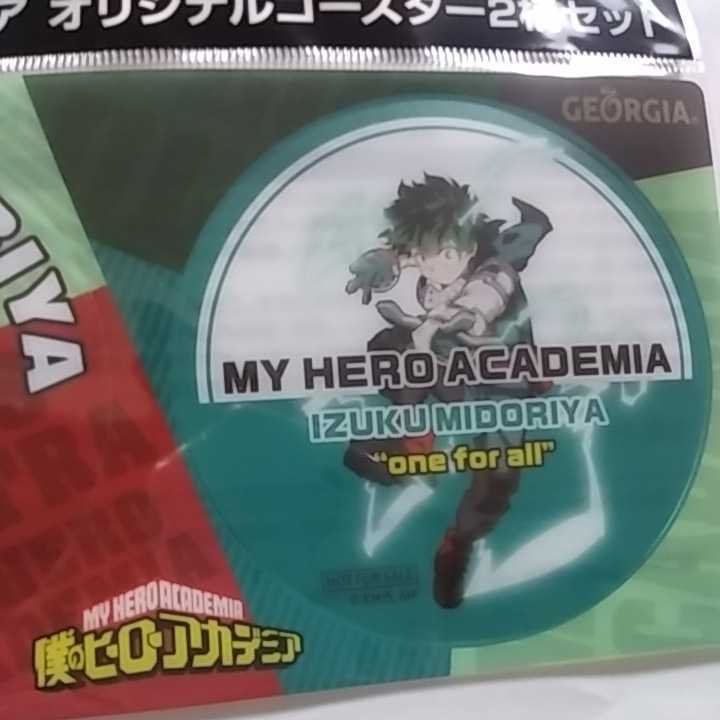 ア オリジナルコースター2枚セット
GEORGIA
RIYA
MY HERO ACADEMIA
IZUKU MIDORIYA
"one for all"
NOT FOR SALE
MY HERO ACADEMIA
僕のヒーローアカデミア